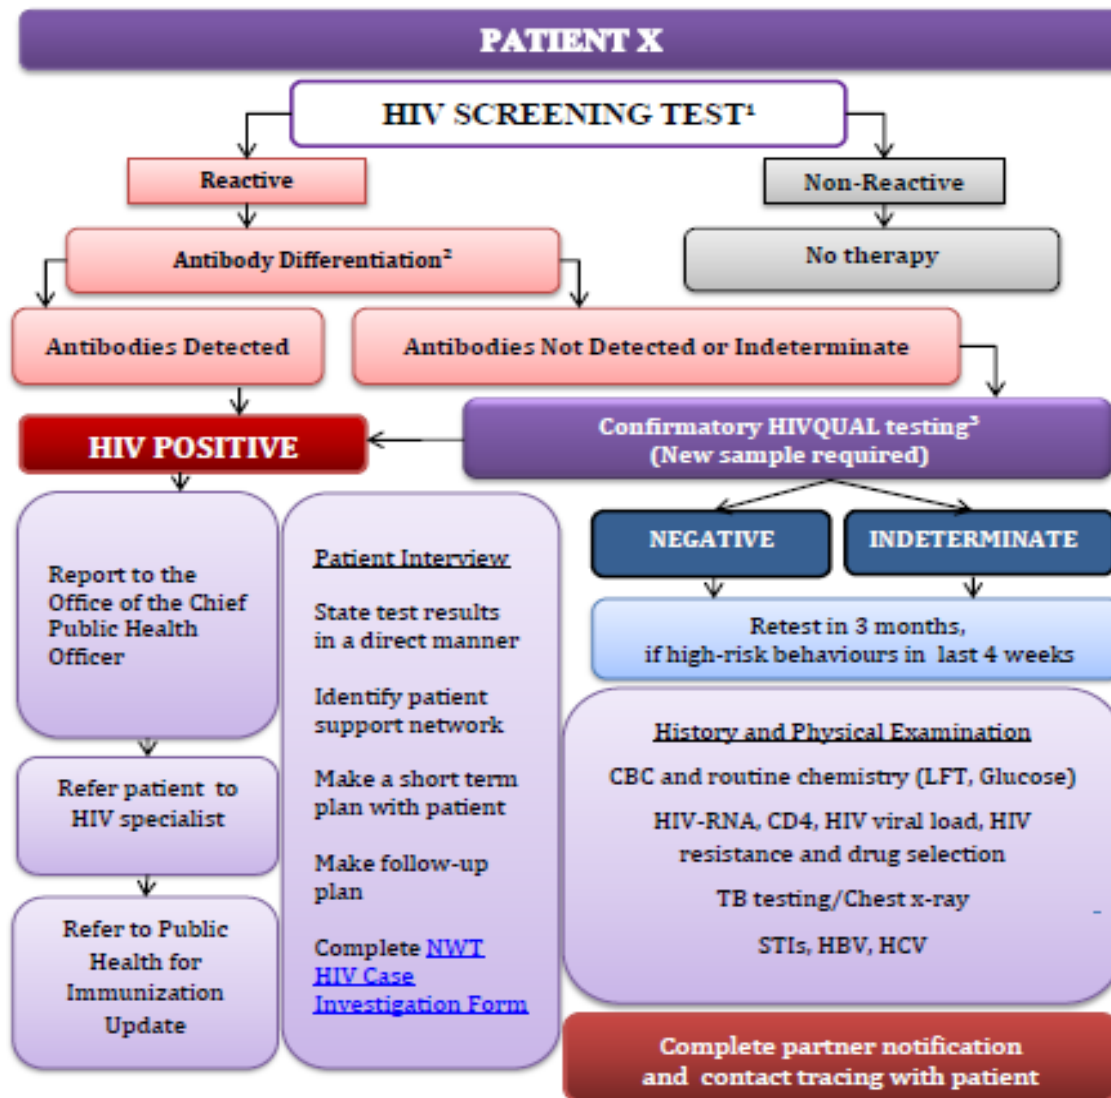 PATIENT X
HIV SCREENING TEST¹
Reactive
Non-Reactive
Antibody Differentiation²
No therapy
Antibodies Detected
Antibodies Not Detected or Indeterminate
HIV POSITIVE
Confirmatory HIVQUAL testing³
(New sample required)
NEGATIVE
INDETERMINATE
Retest in 3 months,
if high-risk behaviours in last 4 weeks
Report to the
Office of the Chief
Public Health
Officer
Refer patient to
HIV specialist
Refer to Public
Health for
Immunization
Update
Patient Interview
State test results
in a direct manner
Identify patient
support network
Make a short term
plan with patient
Make follow-up
plan
Complete NWT
HIV Case
Investigation Form
History and Physical Examination
CBC and routine chemistry (LFT, Glucose)
HIV-RNA, CD4, HIV viral load, HIV
resistance and drug selection
TB testing/Chest x-ray
STIs, HBV, HCV
Complete partner notification
and contact tracing with patient